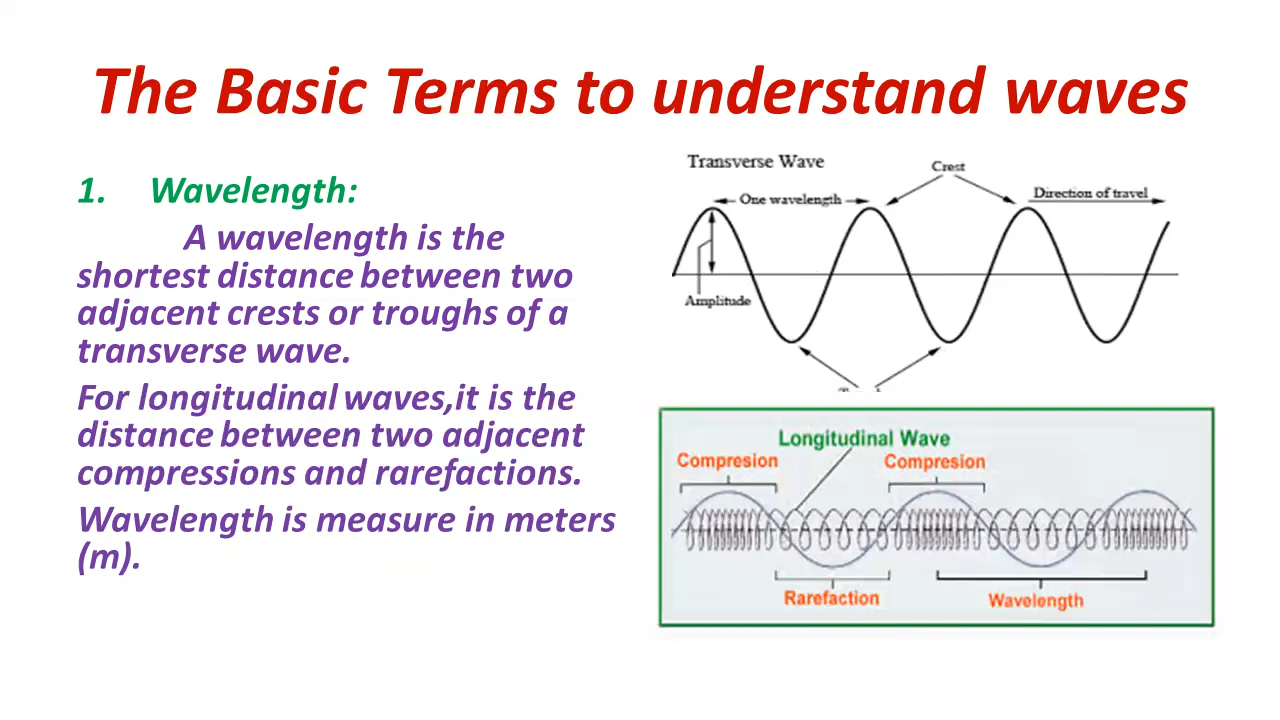 The Basic Terms to understand waves
1. Wavelength:
A wavelength is the
shortest distance between two
adjacent crests or troughs of a
transverse wave.
For longitudinal waves,it is the
distance between two adjacent
compressions and rarefactions.
Wavelength is measure in meters
(m).
Transverse Wave
Crest
One wavelength
Direction of travel
Amplitude
Longitudinal Wave
Compresion
Compresion
Rarefaction
Wavelength